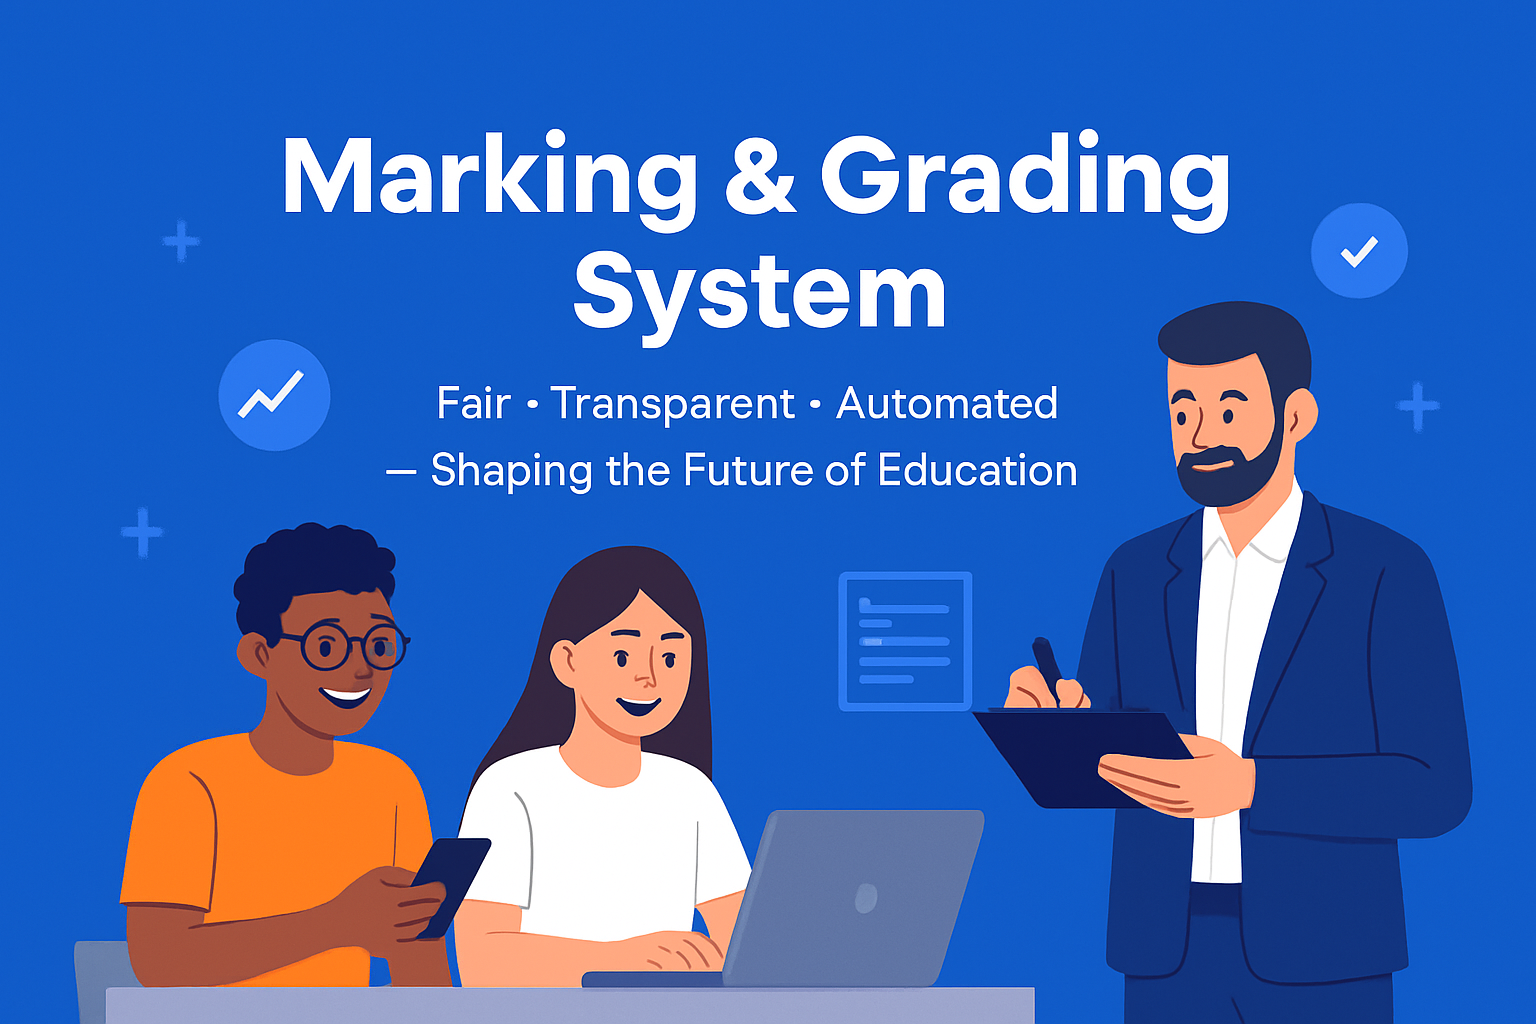 Marking & Grading
System
Fair • Transparent • Automated
— Shaping the Future of Education